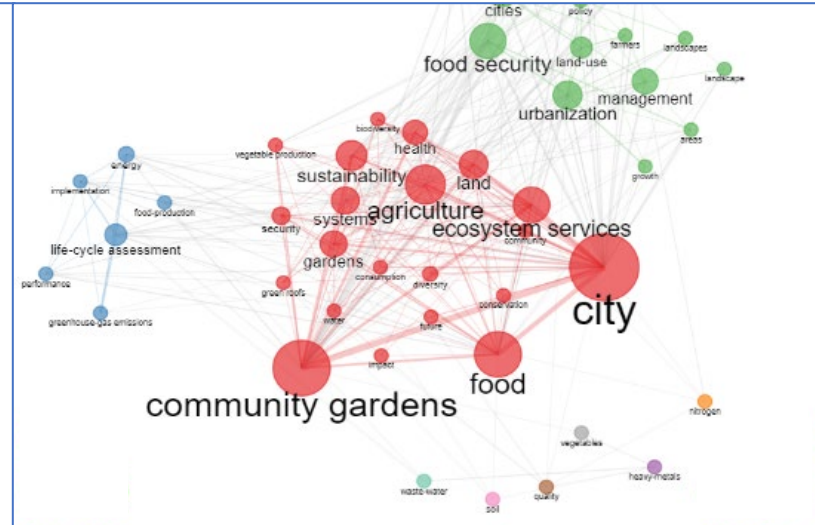 cities
policy
food security
land-use
farmers
landscapes
landscape
management
urbanization
areas
growth
biodiversity
health
vegetable production
sustainability
land
energy
implementation
food-production
systems
agriculture
security
ecosystem services
community
life-cycle assessment
gardens
consumption
diversity
performance
green roofs
conservation
city
greenhouse-gas emissions
water
future
impact
food
community gardens
nitrogen
vegetables
heavy-metals
waste-water
quality
soil